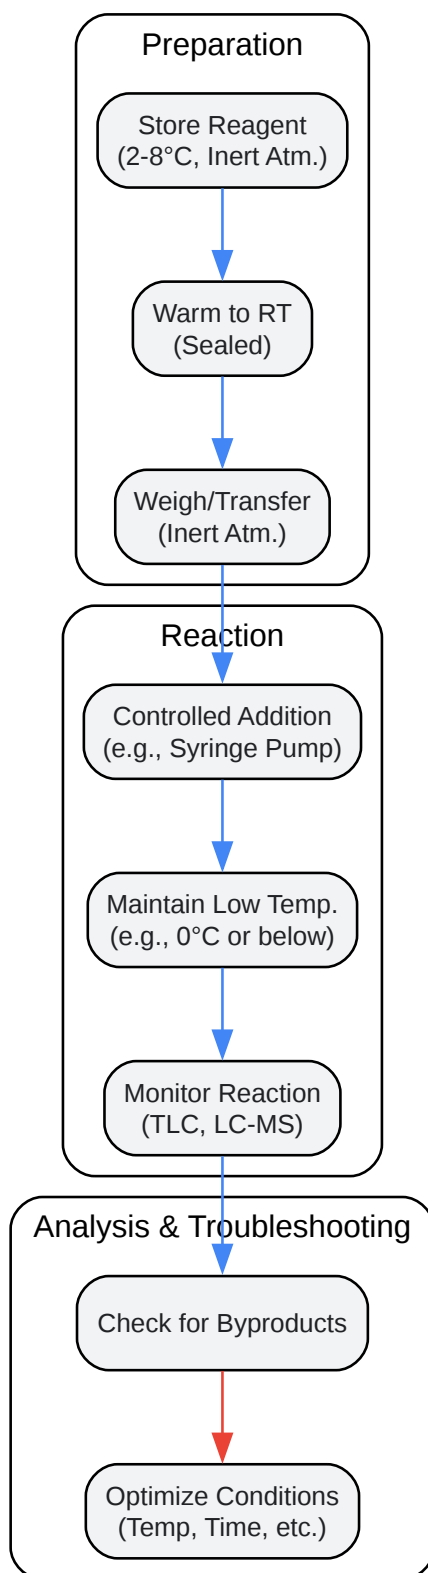 Preparation
Store Reagent
(2-8°C, Inert Atm.)
Warm to RT
(Sealed)
Weigh/Transfer
(Inert Atm.)
Reaction
Controlled Addition
(e.g., Syringe Pump)
Maintain Low Temp.
(e.g., 0°C or below)
Monitor Reaction
(TLC, LC-MS)
Analysis & Troubleshooting
Check for Byproducts
Optimize Conditions
(Temp, Time, etc.)